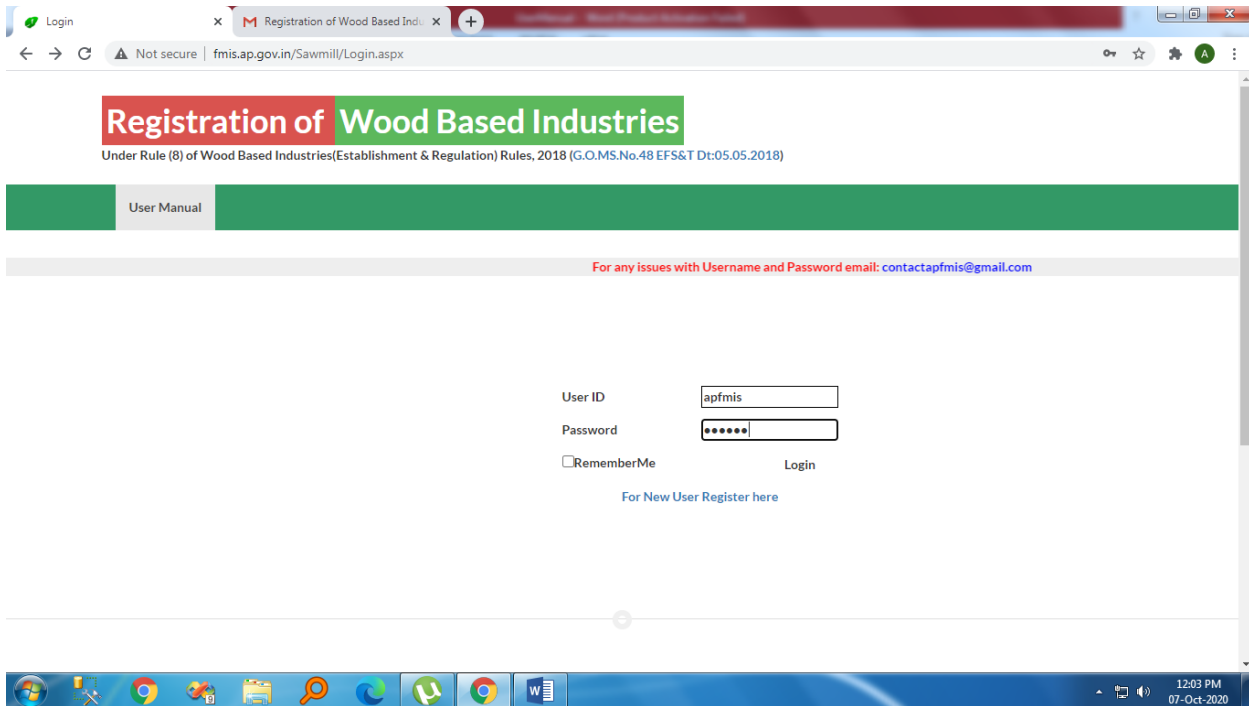 Login
Registration of Wood Based Indu
Not secure | fmis.ap.gov.in/Sawmill/Login.aspx
A
Registration of Wood Based Industries
Under Rule (8) of Wood Based Industries(Establishment & Regulation) Rules, 2018 (G.O.MS.No.48 EFS&T Dt:05.05.2018)
User Manual
For any issues with Username and Password email: contactapfmis@gmail.com
User ID apfmis
Password
RememberMe Login
For New User Register here
12:03 PM
07-Oct-2020